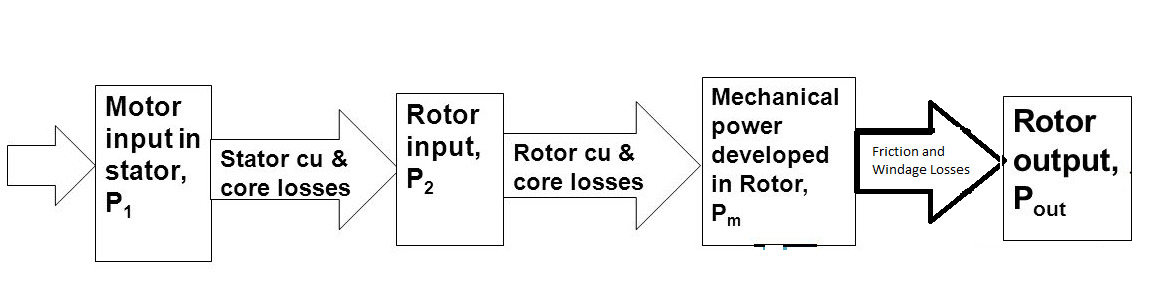 Motor
input in
stator,
P1
Stator cu &
core losses
Rotor
input,
P2
Rotor cu &
core losses
Mechanical
power
developed
in Rotor,
Pm
Friction and
Windage Losses
Rotor
output,
Pout